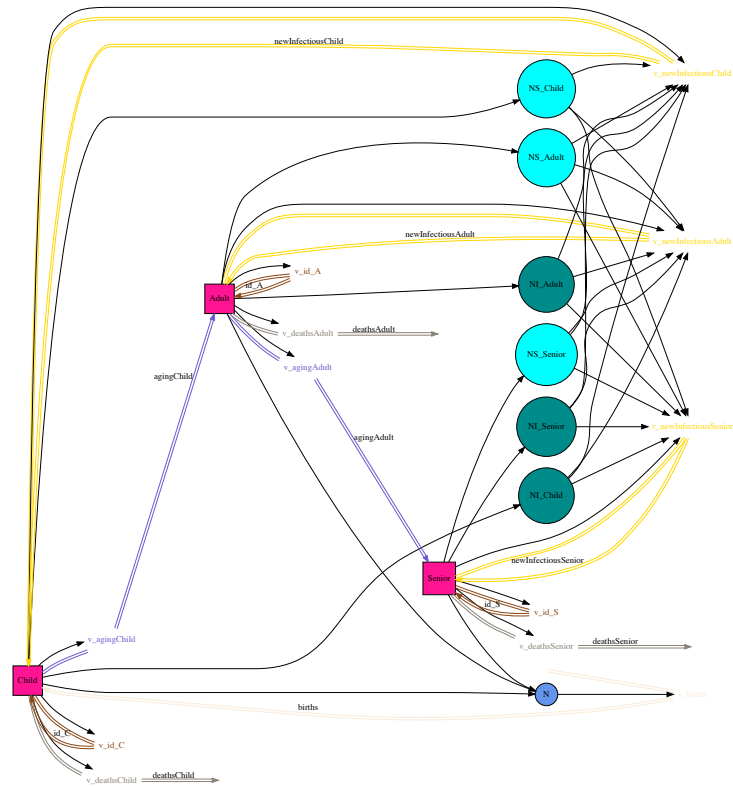 newInfectiousChild
v_newInfectiousChild
NS_Child
NS_Adult
newInfectiousAdult
v_newInfectiousAdult
v_id_A
id_A
NI_Adult
Adult
v_deathsAdult
deathsAdult
NS_Senior
v_agingAdult
agingChild
NI_Senior
v_newInfectiousSenior
agingAdult
NI_Child
newInfectiousSenior
Senior
id_S
v_id_S
v_agingChild
deathsSenior
v_deathsSenior
Child
N
v_births
births
id_C
v_id_C
deathsChild
v_deathsChild